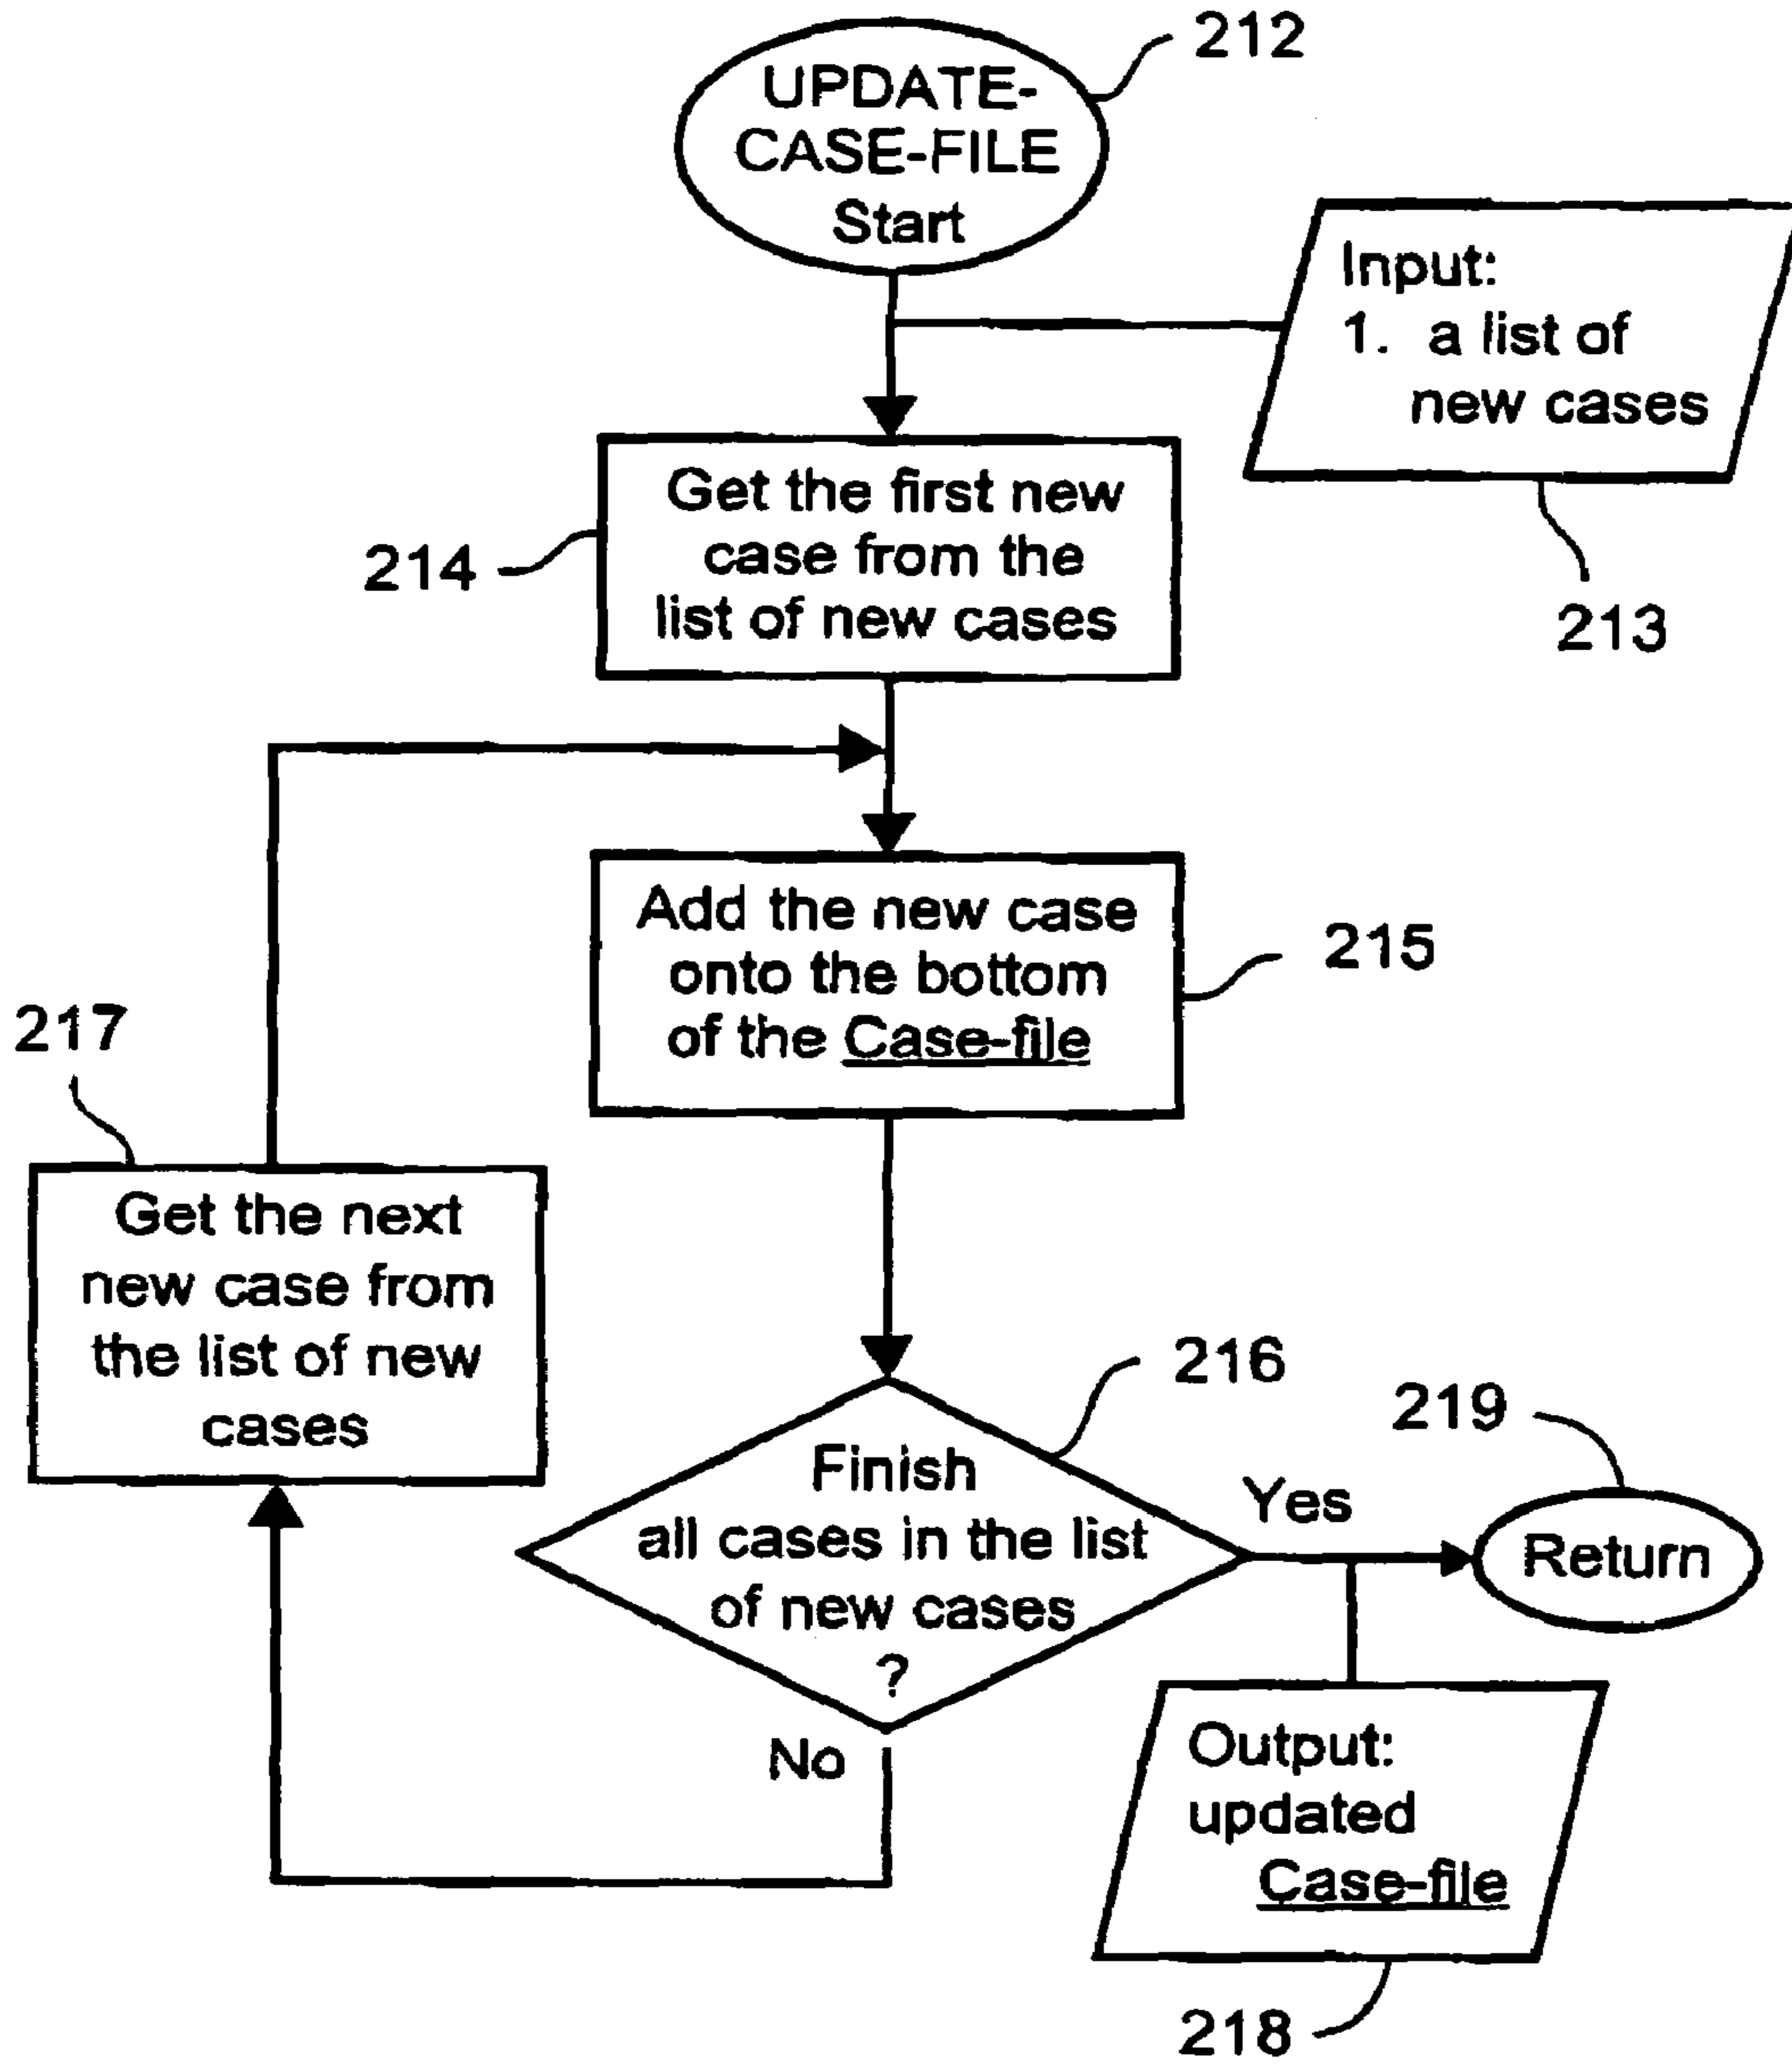 212
UPDATE-
CASE-FILE
Start
Input:
1. a list of
new cases
213
Get the first new
case from the
list of new cases
214
Add the new case
onto the bottom
of the Case-file
215
217
Get the next
new case from
the list of new
cases
216
Finish
all cases in the list
of new cases
?
Yes
No
219
Return
Output:
updated
Case-file
218